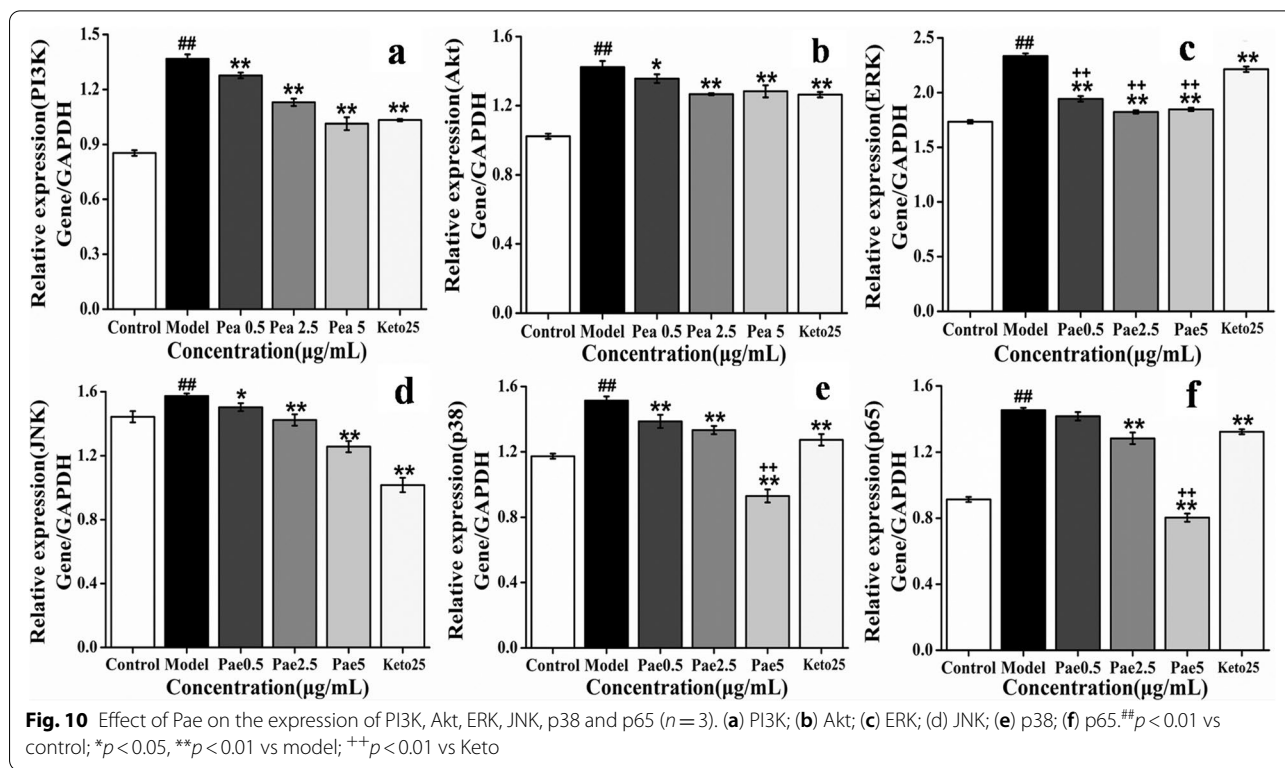 a
Relative expression(PI3K)
Gene/GAPDH
1.5
1.2
0.9
0.6
0.3
0.0
##
**
**
**
**
Control Model Pea 0.5 Pea 2.5 Pea 5 Keto25
Concentration(μg/mL)
b
Relative expression(Akt)
Gene/GAPDH
1.6
1.2
0.8
0.4
0.0
##
*
**
**
**
Control Model Pea 0.5 Pea 2.5 Pea 5 Keto25
Concentration(μg/mL)
c
Relative expression(ERK)
Gene/GAPDH
2.5
2.0
1.5
1.0
0.5
0.0
##
++
**
++
**
++
**
**
Control Model Pae0.5 Pae2.5 Pae5 Keto25
Concentration(μg/mL)
d
Relative expression(JNK)
Gene/GAPDH
1.6
1.2
0.8
0.4
0.0
##
*
**
**
**
Control Model Pae0.5 Pae2.5 Pae5 Keto25
Concentration(μg/mL)
e
Relative expression(p38)
Gene/GAPDH
1.6
1.2
0.8
0.4
0.0
##
**
**
++
**
**
Control Model Pae0.5 Pae2.5 Pae5 Keto25
Concentration(μg/mL)
f
Relative expression(p65)
Gene/GAPDH
1.6
1.2
0.8
0.4
0.0
##
**
++
**
**
Control Model Pae0.5 Pae2.5 Pae5 Keto25
Concentration(μg/mL)
Fig. 10 Effect of Pae on the expression of PI3K, Akt, ERK, JNK, p38 and p65 (n = 3). (a) PI3K; (b) Akt; (c) ERK; (d) JNK; (e) p38; (f) p65.##p < 0.01 vs
control; *p < 0.05, **p < 0.01 vs model; ++p < 0.01 vs Keto